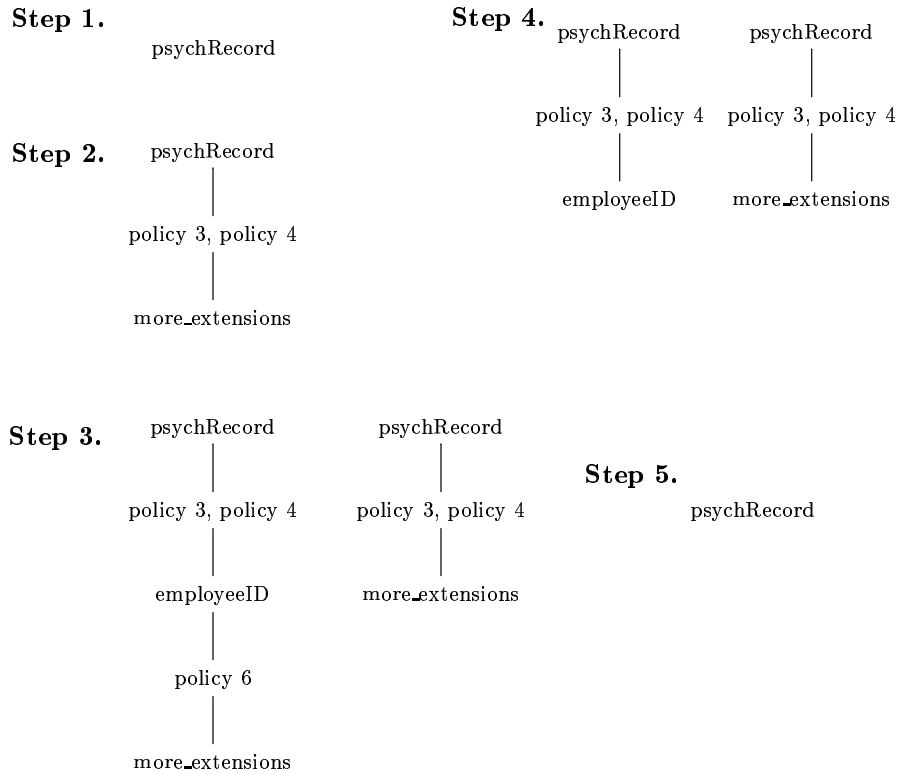 Step 1.
psychRecord
Step 2.
psychRecord
policy 3, policy 4
more_extensions
Step 3.
psychRecord
policy 3, policy 4
employeeID
policy 6
more_extensions
psychRecord
policy 3, policy 4
more_extensions
Step 4.
psychRecord
policy 3, policy 4
employeeID
psychRecord
policy 3, policy 4
more_extensions
Step 5.
psychRecord